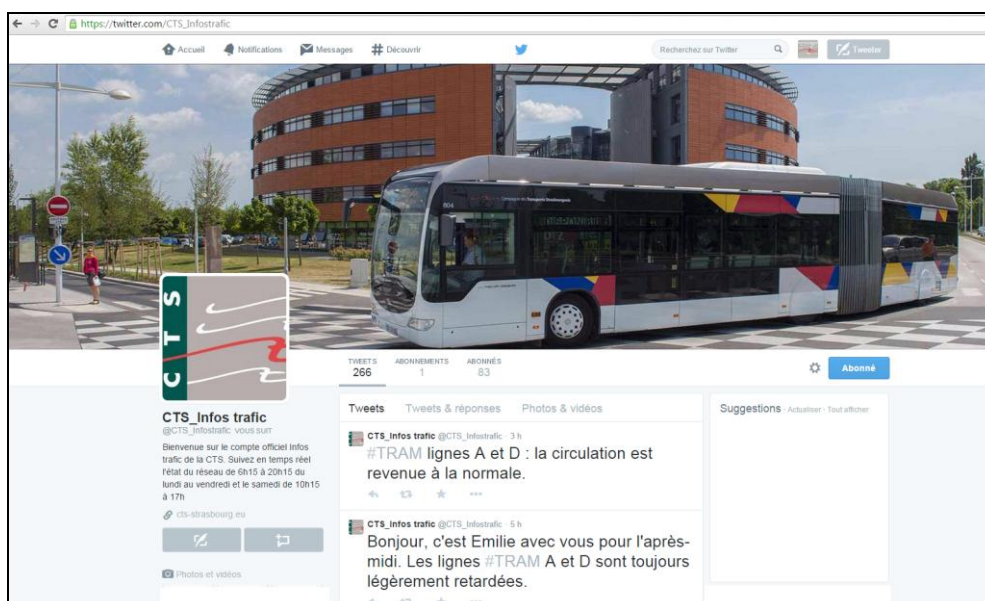 https://twitter.com/CTS_Infostrafic
Accueil Notifications Messages # Découvrir Recherchez sur Twitter Tweeter
604
CTS
TWEETS ABONNEMENTS ABONNÉS
266 1 83
Abonné
CTS_Infos trafic
@CTS_Infostrafic vous suit
Bienvenue sur le compte officiel Infos
trafic de la CTS. Suivez en temps réel
l'état du réseau de 6h15 à 20h15 du
lundi au vendredi et le samedi de 10h15
à 17h
cts-strasbourg.eu
Photos et vidéos
Tweets Tweets & réponses Photos & vidéos
CTS_Infos trafic @CTS_Infostrafic · 3 h
#TRAM lignes A et D : la circulation est
revenue à la normale.
CTS_Infos trafic @CTS_Infostrafic · 5 h
Bonjour, c'est Emilie avec vous pour l'après-
midi. Les lignes #TRAM A et D sont toujours
légèrement retardées.
Suggestions · Actualiser · Tout afficher